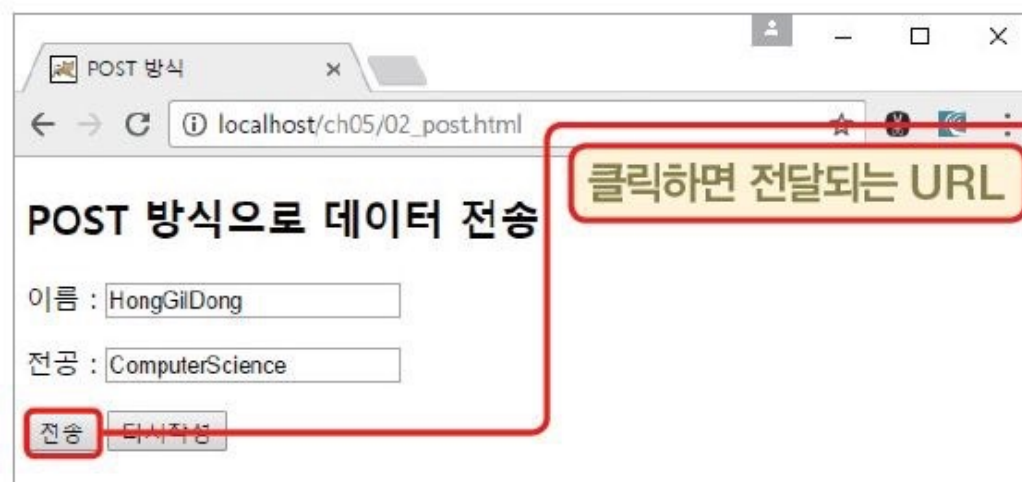 POST 방식
localhost/ch05/02_post.html
클릭하면 전달되는 URL
POST 방식으로 데이터 전송
이름 : HongGilDong
전공 : ComputerScience
전송 다시작성